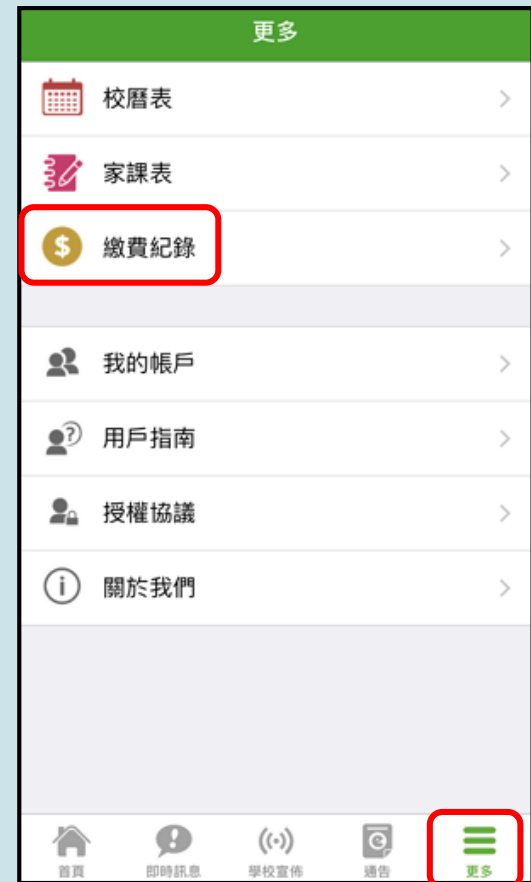 更多
校曆表
家課表
$ 繳費紀錄
我的帳戶
? 用戶指南
授權協議
i 關於我們
首頁 即時訊息 學校宣佈 通告 更多